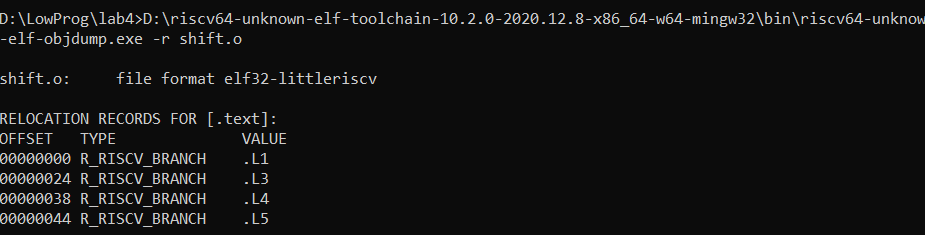 D:\LowProg\lab4>D:\riscv64-unknown-elf-toolchain-10.2.0-2020.12.8-x86_64-w64-mingw32\bin\riscv64-unknow
-elf-objdump.exe -r shift.o
shift.o:     file format elf32-littleriscv
RELOCATION RECORDS FOR [.text]:
OFFSET   TYPE              VALUE
00000000 R_RISCV_BRANCH    .L1
00000024 R_RISCV_BRANCH    .L3
00000038 R_RISCV_BRANCH    .L4
00000044 R_RISCV_BRANCH    .L5